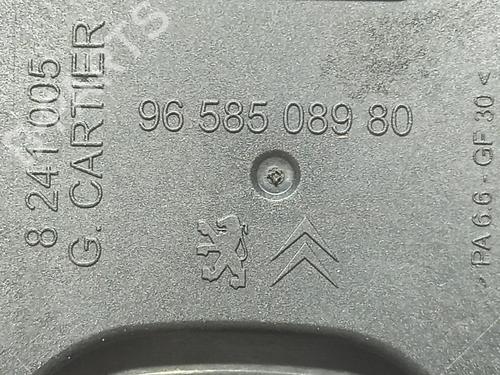 8 241 005
G. CARTIER
96 585 089 80
PA 6.6 - GF 30 <